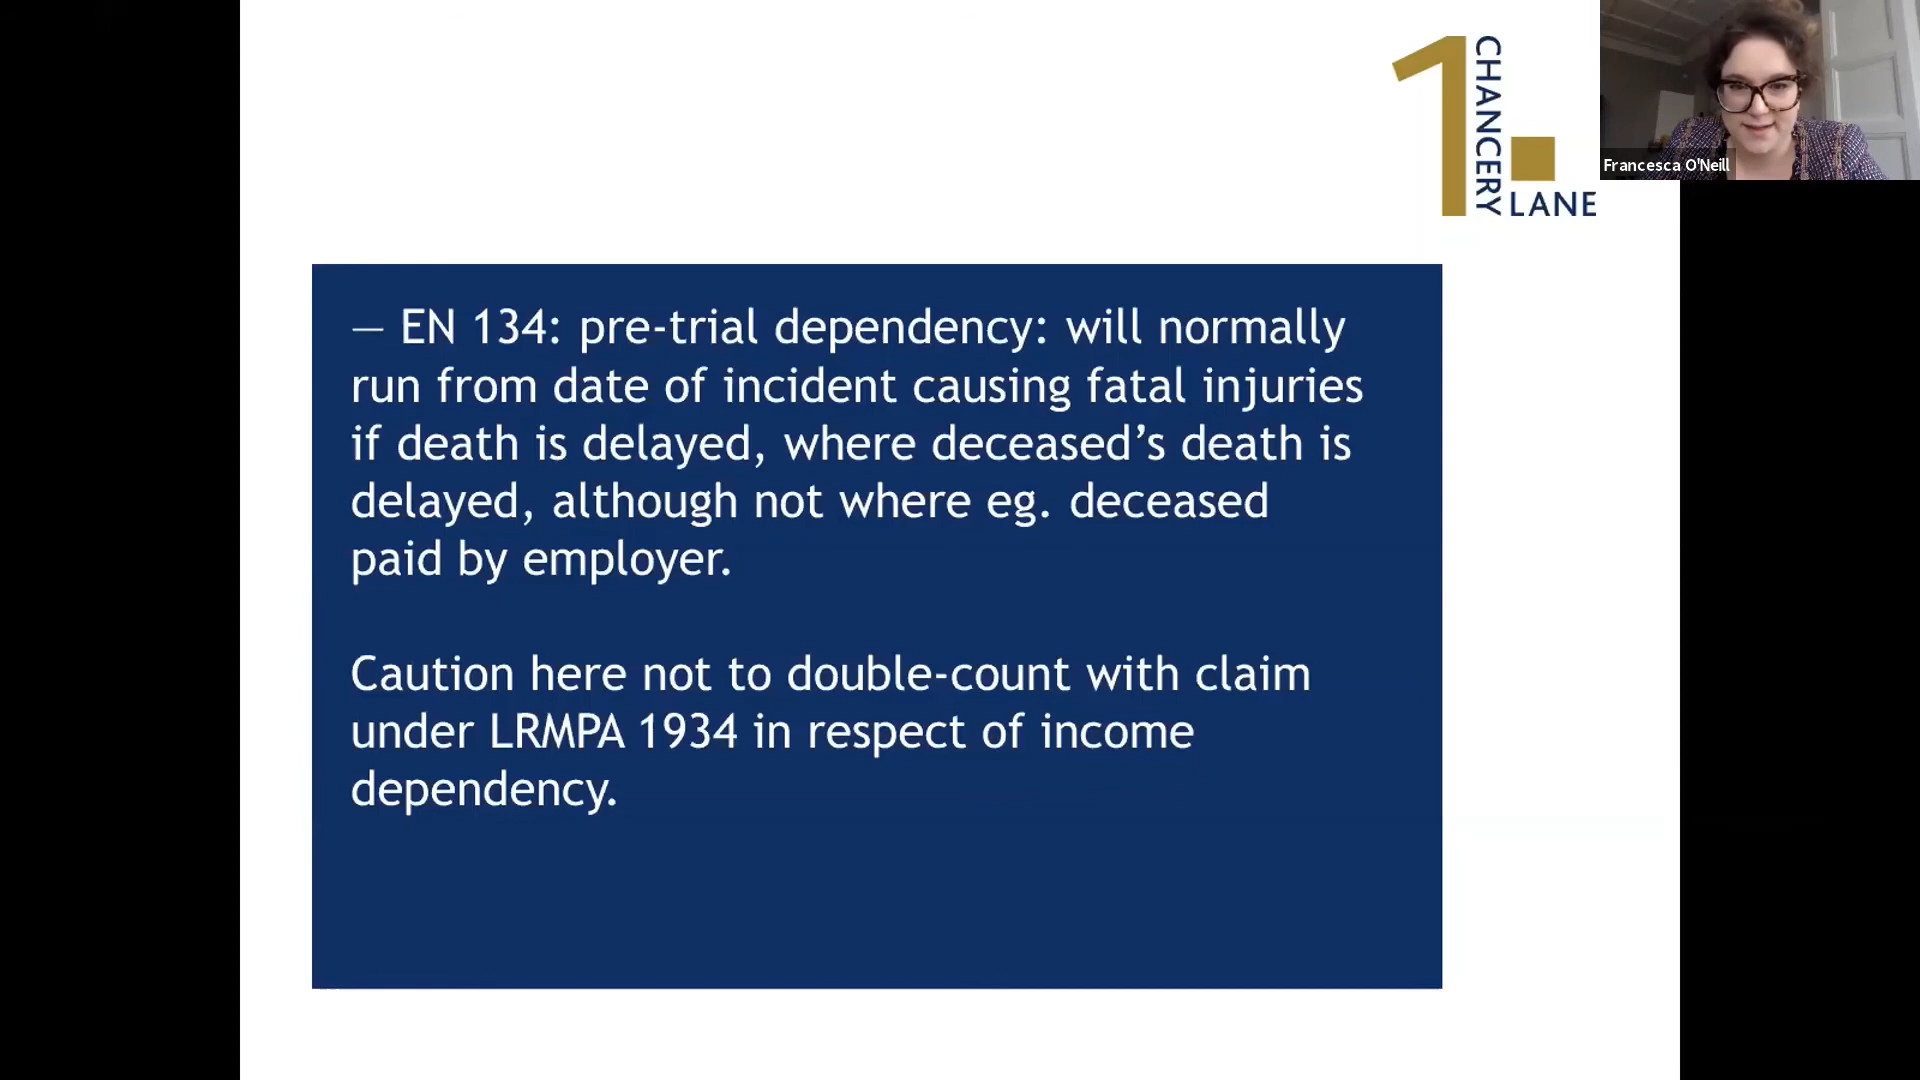 1
CHANCERY
LANE
Francesca O'Neill
— EN 134: pre-trial dependency: will normally
run from date of incident causing fatal injuries
if death is delayed, where deceased’s death is
delayed, although not where eg. deceased
paid by employer.
Caution here not to double-count with claim
under LRMPA 1934 in respect of income
dependency.